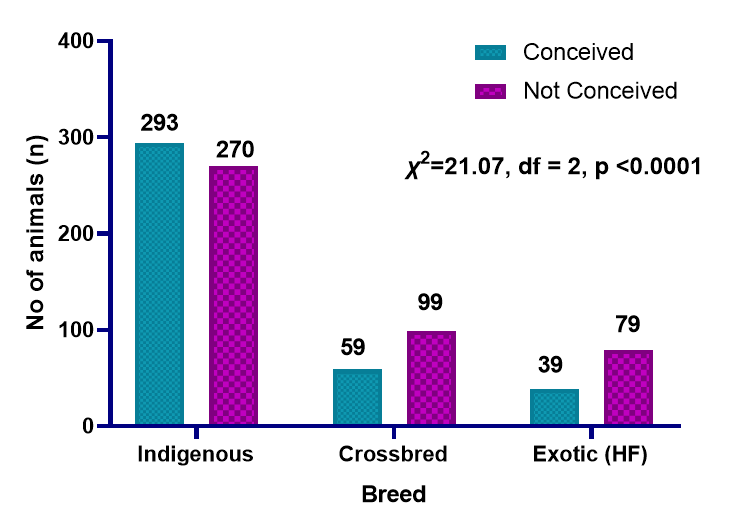 400
300
200
100
0
No of animals (n)
Conceived
Not Conceived
χ²=21.07, df = 2, p <0.0001
293
270
59
99
39
79
Indigenous
Crossbred
Exotic (HF)
Breed